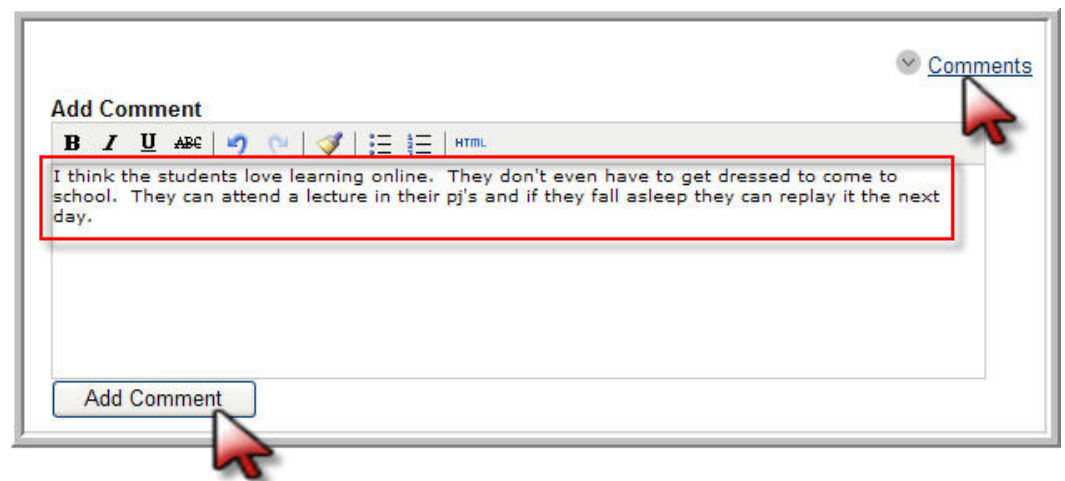 Comments
Add Comment
B I U ABC HTML
I think the students love learning online. They don't even have to get dressed to come to
school. They can attend a lecture in their pj's and if they fall asleep they can replay it the next
day.
Add Comment